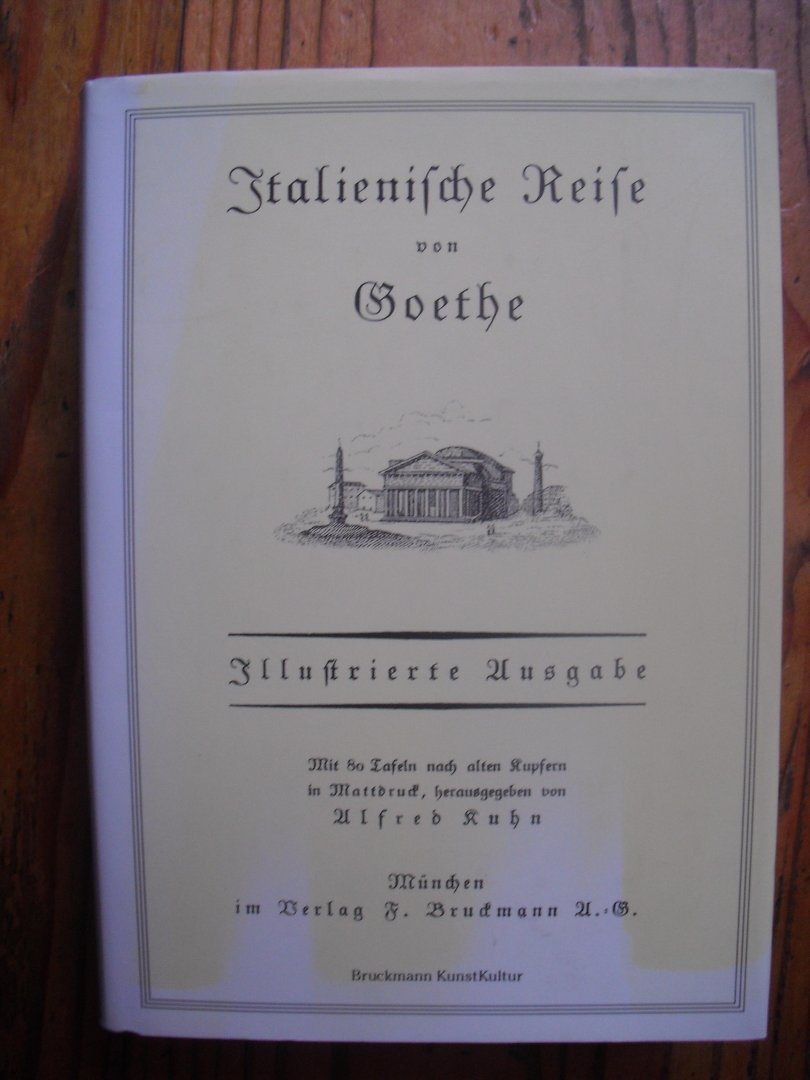 Italienische Reise
von
Goethe
Illustrierte Ausgabe
Mit 80 Tafeln nach alten Kupfern
in Mattdruck, herausgegeben von
Alfred Kuhn
München
im Verlag F. Bruckmann A.-G.
Bruckmann KunstKultur